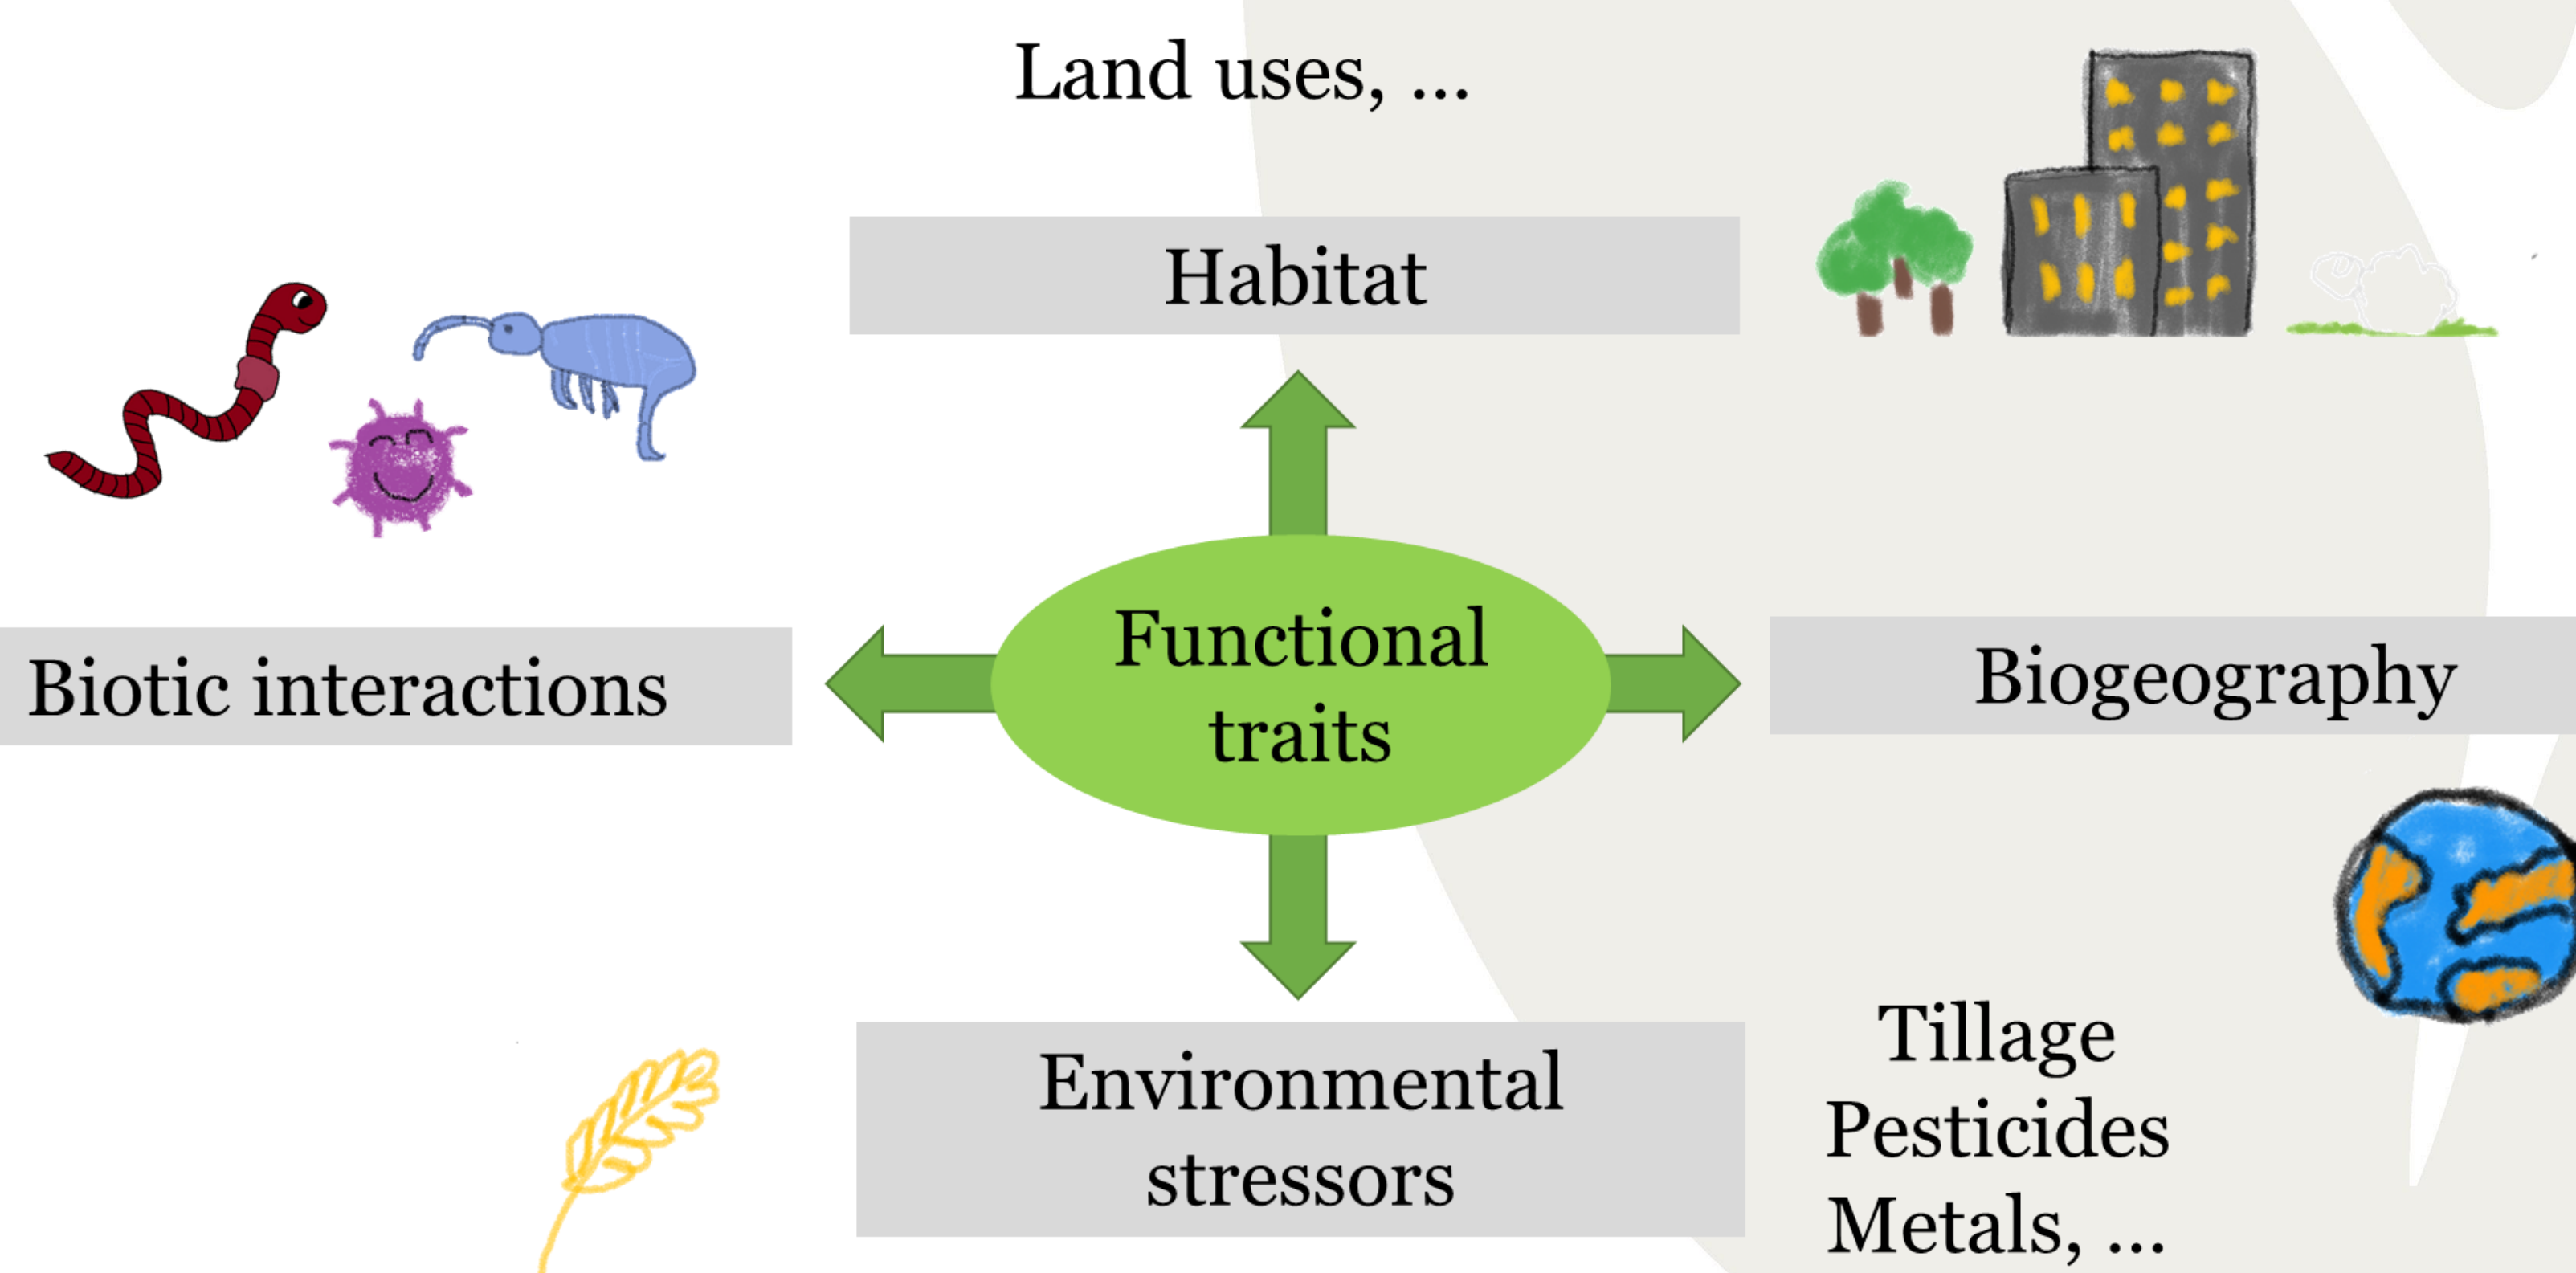 Land uses, ...
Habitat
Biotic interactions
Functional
traits
Biogeography
Environmental
stressors
Tillage
Pesticides
Metals, ...